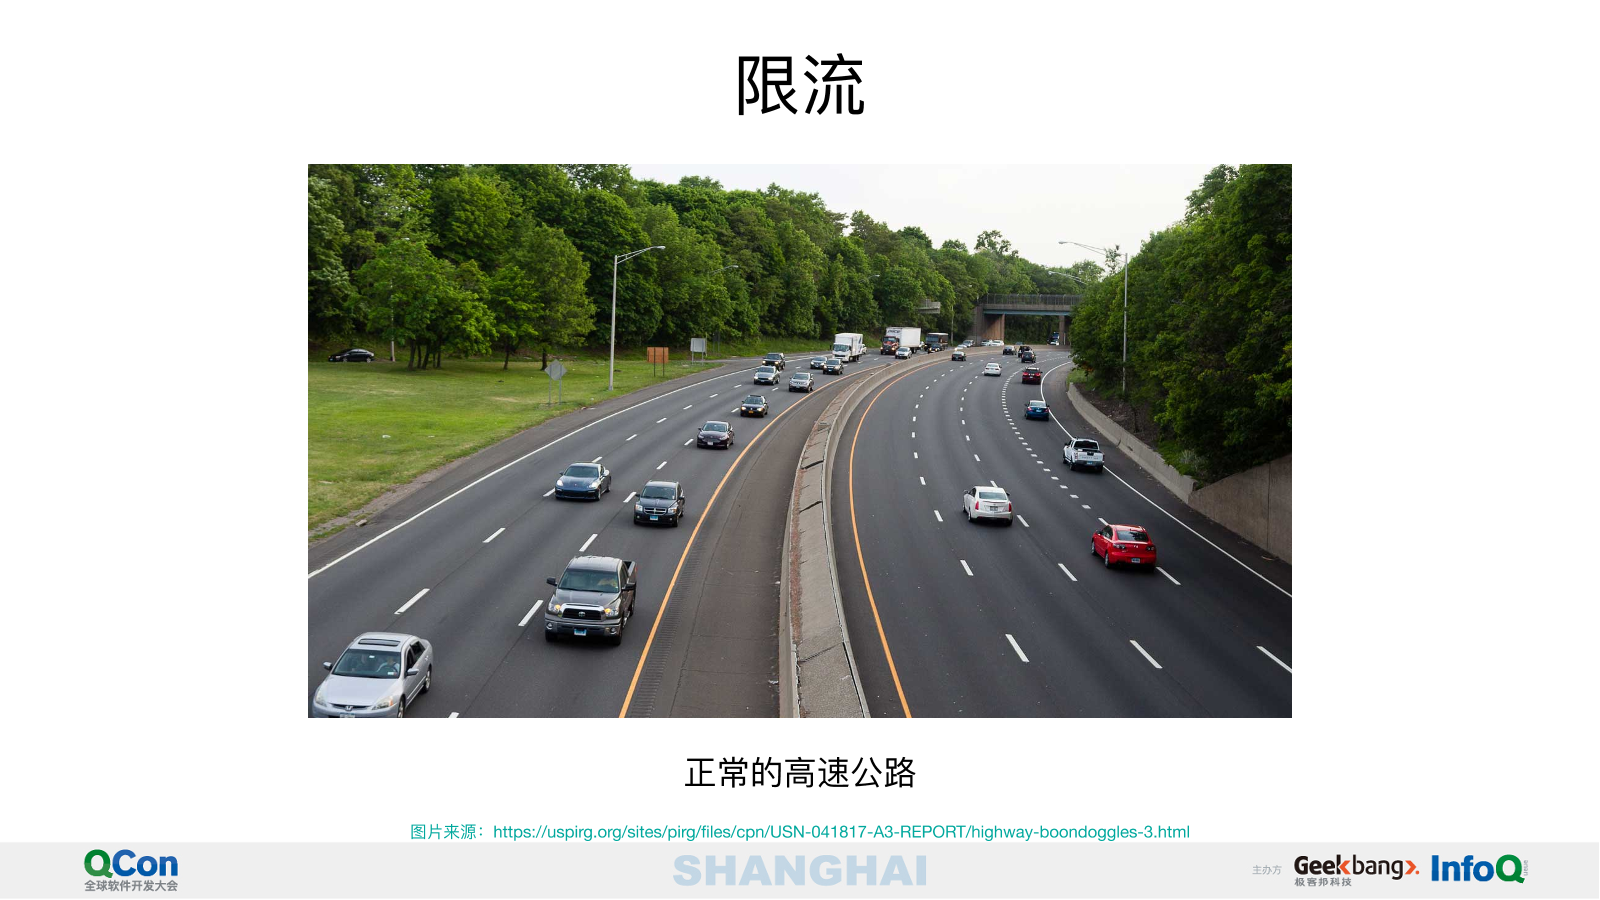 限流
正常的高速公路
图片来源：https://uspirg.org/sites/pirg/files/cpn/USN-041817-A3-REPORT/highway-boondoggles-3.html
QCon
全球软件开发大会
SHANGHAI
主办方
Geekbang>.
极客邦科技
InfoQ